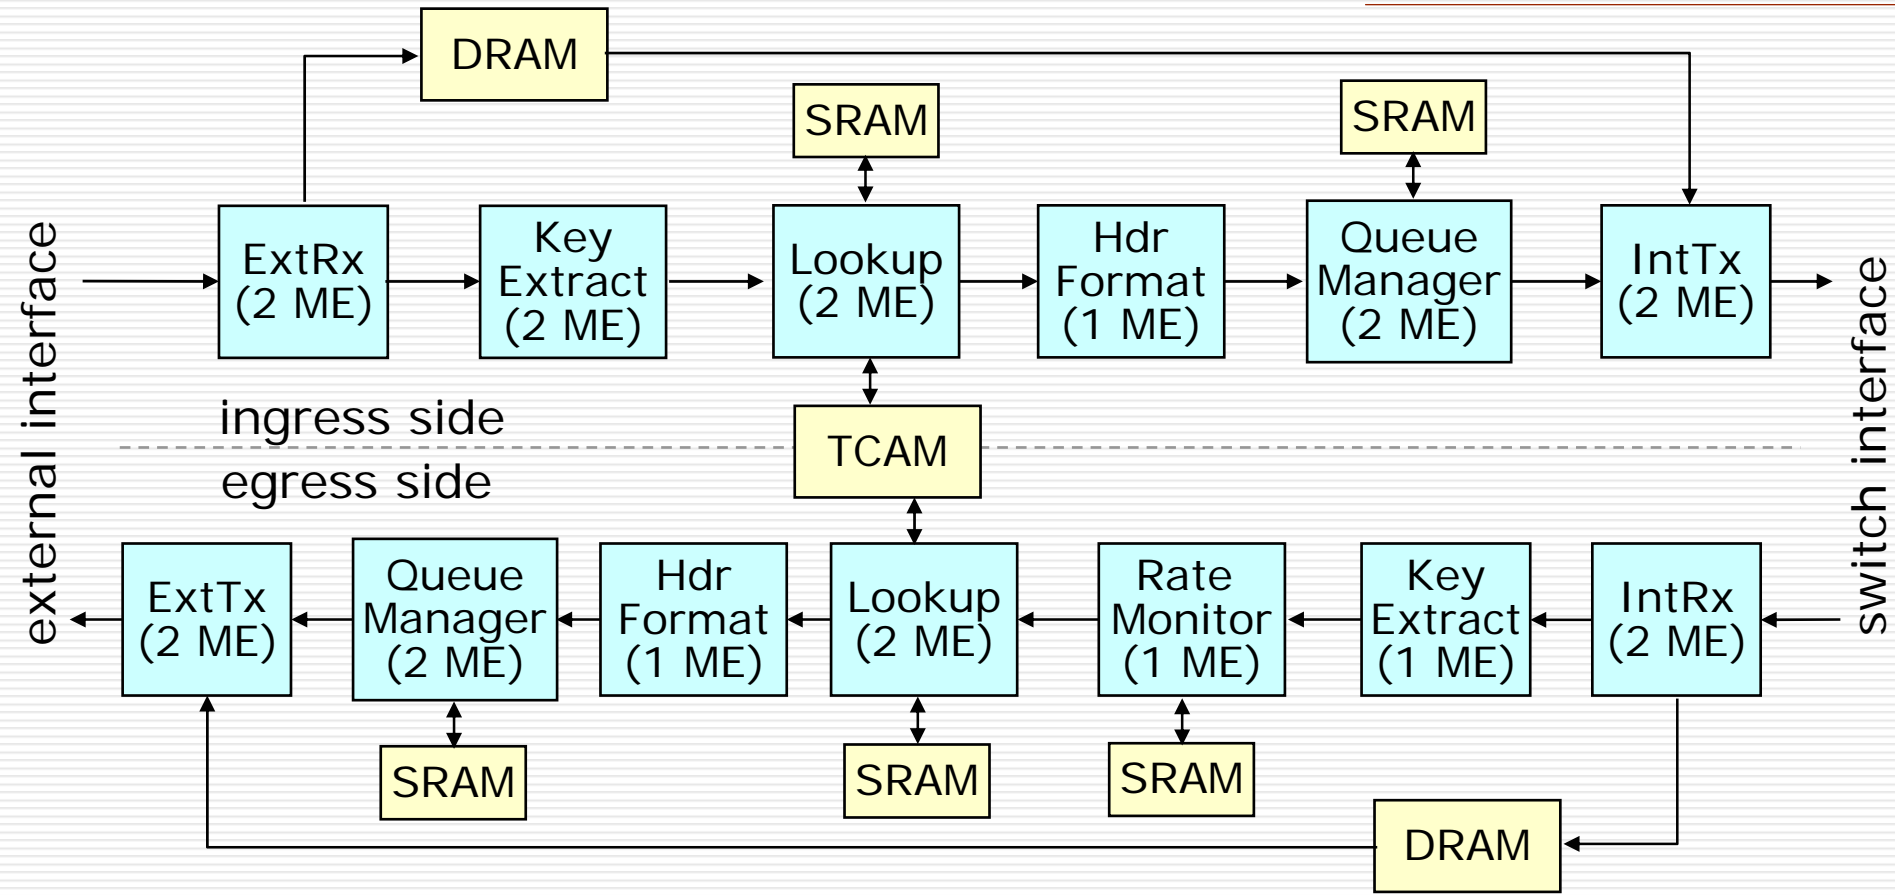 DRAM
SRAM
SRAM
external interface
ExtRx
(2 ME)
Key
Extract
(2 ME)
Lookup
(2 ME)
Hdr
Format
(1 ME)
Queue
Manager
(2 ME)
IntTx
(2 ME)
switch interface
ingress side
TCAM
egress side
ExtTx
(2 ME)
Queue
Manager
(2 ME)
Hdr
Format
(1 ME)
Lookup
(2 ME)
Rate
Monitor
(1 ME)
Key
Extract
(1 ME)
IntRx
(2 ME)
SRAM
SRAM
SRAM
DRAM